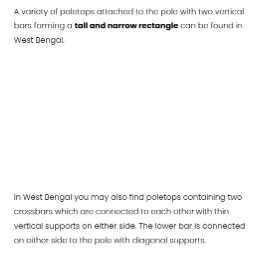 A variety of poletops attached to the pole with two vertical
bars forming a tall and narrow rectangle can be found in
West Bengal.
In West Bengal you may also find poletops containing two
crossbars which are connected to each other with thin
vertical supports on either side. The lower bar is connected
on either side to the pole with diagonal supports.